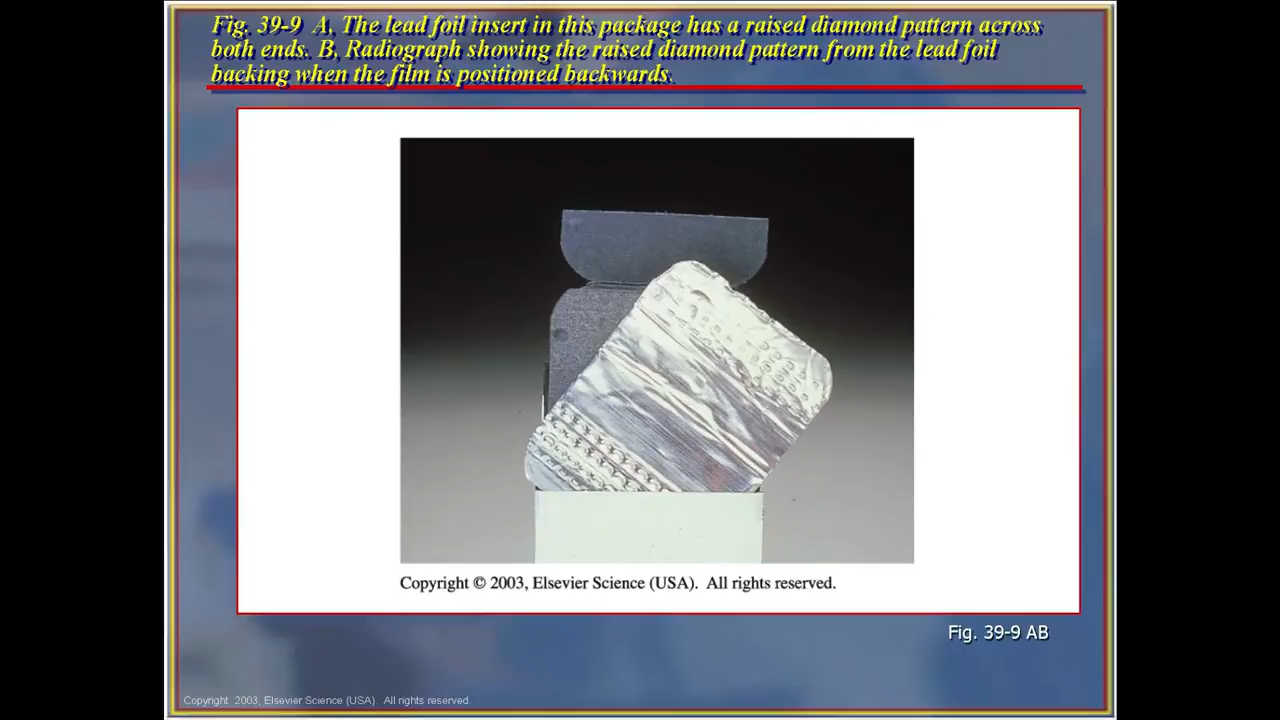 Fig. 39-9 A, The lead foil insert in this package has a raised diamond pattern across
both ends. B, Radiograph showing the raised diamond pattern from the lead foil
backing when the film is positioned backwards.
Copyright © 2003, Elsevier Science (USA). All rights reserved.
Fig. 39-9 AB
Copyright 2003, Elsevier Science (USA). All rights reserved.